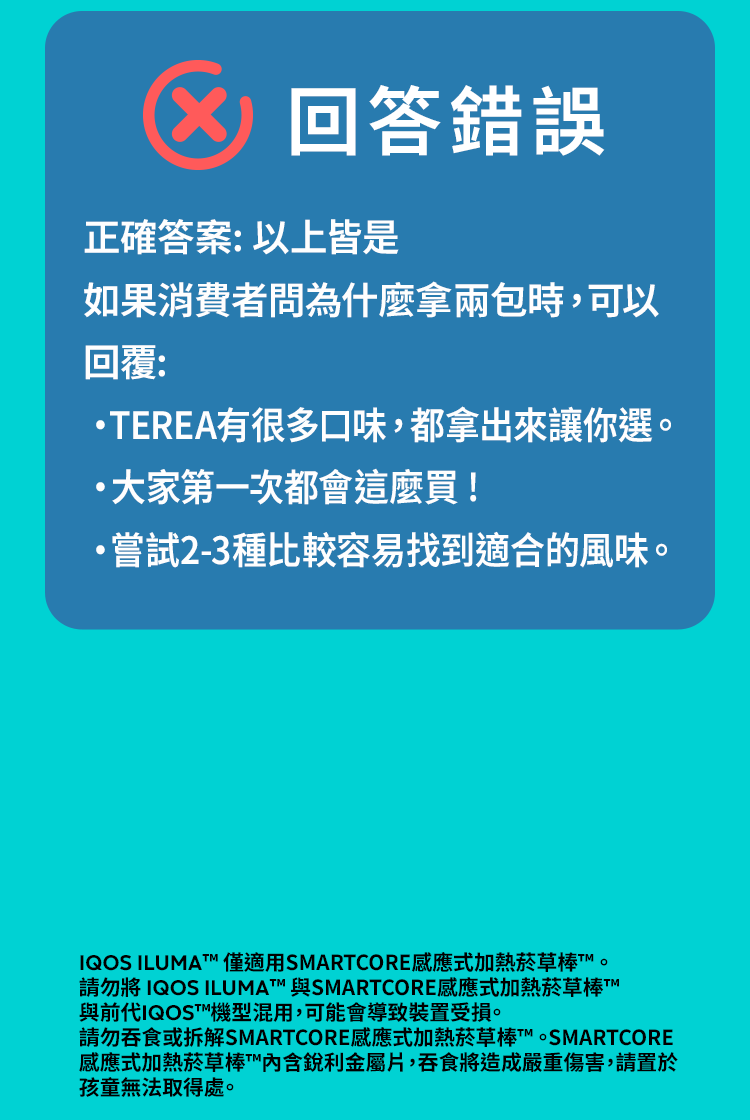 回答錯誤
正確答案: 以上皆是
如果消費者問為什麼拿兩包時，可以
回覆:
•TEREA有很多口味，都拿出來讓你選。
•大家第一次都會這麼買！
•嘗試2-3種比較容易找到適合的風味。
IQOS ILUMA™ 僅適用SMARTCORE感應式加熱菸草棒™。
請勿將 IQOS ILUMA™ 與SMARTCORE感應式加熱菸草棒™
與前代IQOS™機型混用，可能會導致裝置受損。
請勿吞食或拆解SMARTCORE感應式加熱菸草棒™。SMARTCORE
感應式加熱菸草棒™內含銳利金屬片，吞食將造成嚴重傷害，請置於
孩童無法取得處。